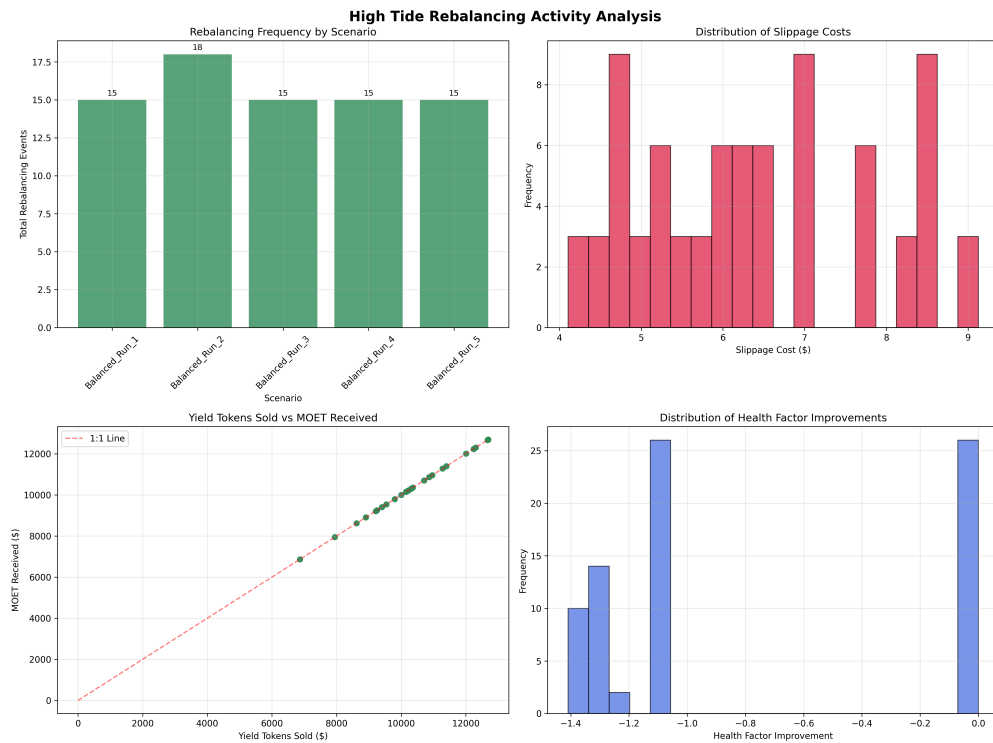 High Tide Rebalancing Activity Analysis
Rebalancing Frequency by Scenario
Total Rebalancing Events
17.5
15.0
12.5
10.0
7.5
5.0
2.5
0.0
15
18
15
15
15
Balanced_Run_1
Balanced_Run_2
Balanced_Run_3
Balanced_Run_4
Balanced_Run_5
Scenario
Distribution of Slippage Costs
Frequency
8
6
4
2
0
4 5 6 7 8 9
Slippage Cost ($)
Yield Tokens Sold vs MOET Received
1:1 Line
MOET Received ($)
12000
10000
8000
6000
4000
2000
0
0 2000 4000 6000 8000 10000 12000
Yield Tokens Sold ($)
Distribution of Health Factor Improvements
Frequency
25
20
15
10
5
0
−1.4 −1.2 −1.0 −0.8 −0.6 −0.4 −0.2 0.0
Health Factor Improvement